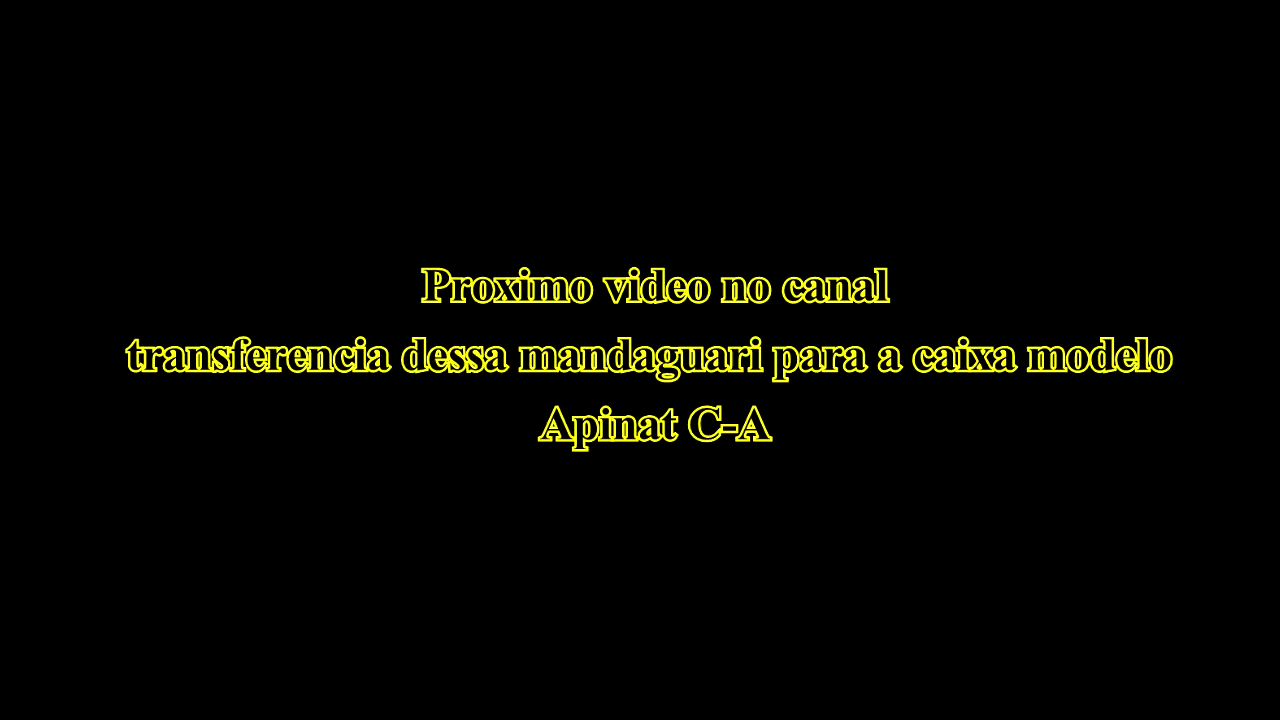 Proximo video no canal
transferencia dessa mandaguari para a caixa modelo
Apinat C-A